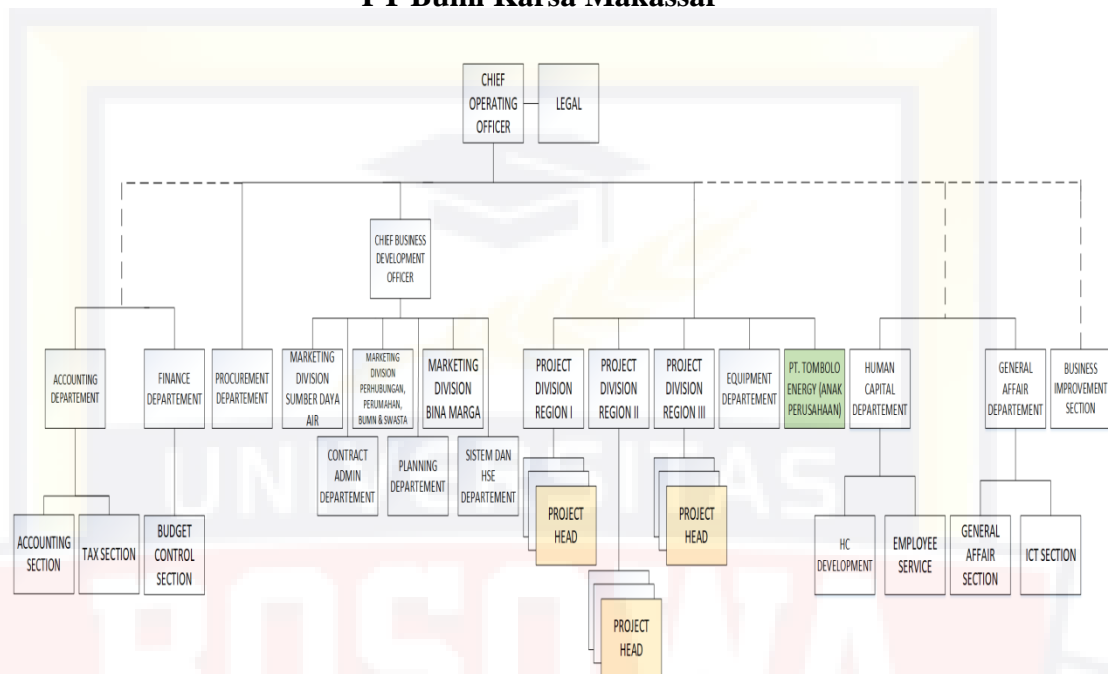 PT Bumi Karsa Makassar
CHIEF
OPERATING
OFFICER
LEGAL
CHIEF BUSINESS
DEVELOPMENT
OFFICER
ACCOUNTING
DEPARTEMENT
FINANCE
DEPARTEMENT
PROCUREMENT
DEPARTEMENT
MARKETING
DIVISION
SUMBER DAYA
AIR
MARKETING
DIVISION
PERHUBUNGAN,
PERUMAHAN,
BUMN & SWASTA
MARKETING
DIVISION
BINA MARGA
PROJECT
DIVISION
REGION I
PROJECT
DIVISION
REGION II
PROJECT
DIVISION
REGION III
EQUIPMENT
DEPARTEMENT
PT. TOMBOLO
ENERGY (ANAK
PERUSAHAAN)
HUMAN
CAPITAL
DEPARTEMENT
GENERAL
AFFAIR
DEPARTEMENT
BUSINESS
IMPROVEMENT
SECTION
CONTRACT
ADMIN
DEPARTEMENT
PLANNING
DEPARTEMENT
SISTEM DAN
HSE
DEPARTEMENT
ACCOUNTING
SECTION
TAX SECTION
BUDGET
CONTROL
SECTION
PROJECT
HEAD
PROJECT
HEAD
PROJECT
HEAD
HC
DEVELOPMENT
EMPLOYEE
SERVICE
GENERAL
AFFAIR
SECTION
ICT SECTION
UNIVERSITAS
BOSOWA